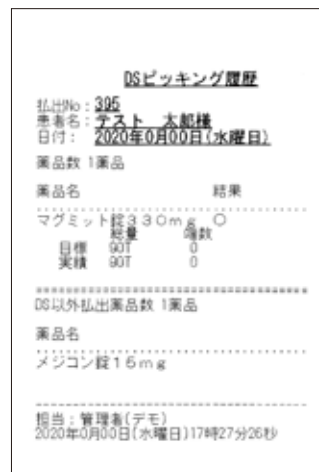 DSピッキング履歴
払出No：395
患者名：テスト　太郎様
日付：2020年0月00日(水曜日)
薬品数 1薬品
薬品名　　　　結果
マグミット錠330mg　○
総量　端数
目標　90T　0
実績　90T　0
DS以外払出薬品数 1薬品
薬品名
メジコン錠15mg
担当：管理者(デモ)
2020年0月00日(水曜日)17時27分26秒